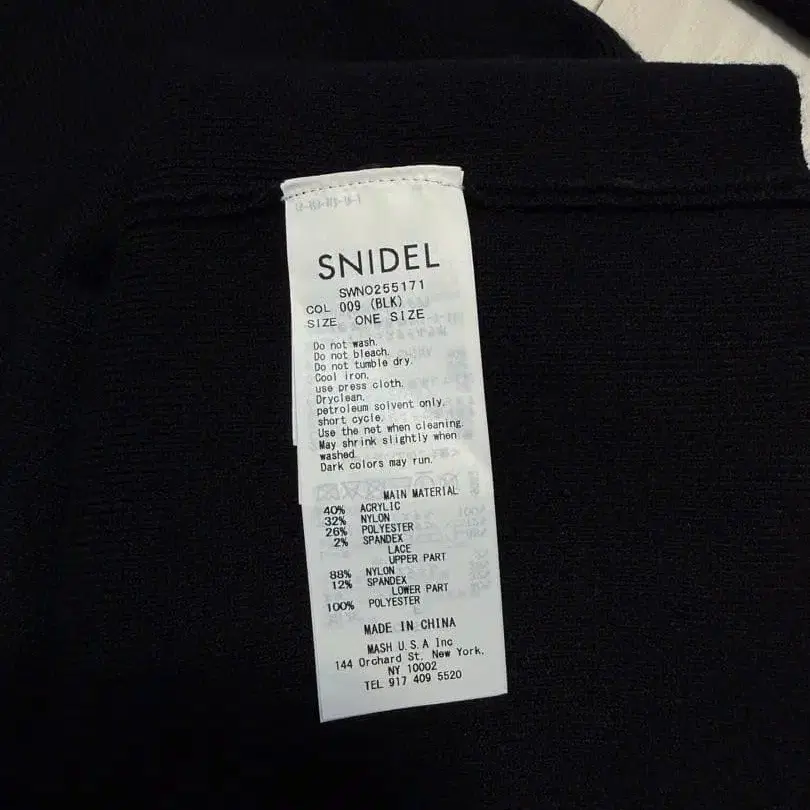 SNIDEL
SWNO255171
COL 009 (BLK)
SIZE ONE SIZE
Do not wash.
Do not bleach.
Do not tumble dry.
Cool iron.
use press cloth.
Dryclean.
petroleum solvent only.
short cycle.
Use the net when cleaning.
May shrink slightly when
washed.
Dark colors may run.
MAIN MATERIAL
40% ACRYLIC
32% NYLON
26% POLYESTER
2% SPANDEX
LACE
UPPER PART
88% NYLON
12% SPANDEX
LOWER PART
100% POLYESTER
MADE IN CHINA
MASH U.S.A Inc
144 Orchard St. New York,
NY 10002
TEL 917 409 5520